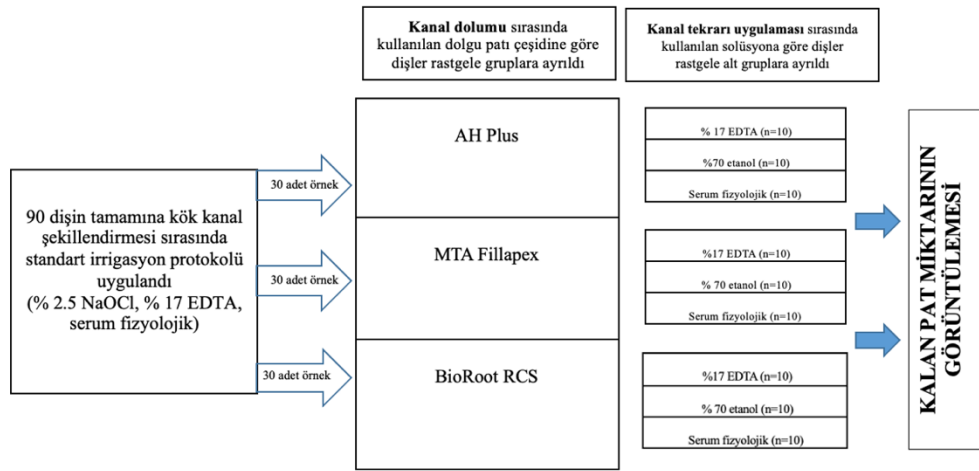 Kanal dolumu sırasında
kullanılan dolgu patı çeşidine göre
dişler rastgele gruplara ayrıldı
Kanal tekrarı uygulaması sırasında
kullanılan solüsyona göre dişler
rastgele alt gruplara ayrıldı
90 dişin tamamına kök kanal
şekillendirmesi sırasında
standart irrigasyon protokolü
uygulandı
(% 2.5 NaOCl, % 17 EDTA,
serum fizyolojik)
30 adet örnek
AH Plus
% 17 EDTA (n=10)
%70 etanol (n=10)
Serum fizyolojik (n=10)
30 adet örnek
MTA Fillapex
%17 EDTA (n=10)
% 70 etanol (n=10)
Serum fizyolojik (n=10)
30 adet örnek
BioRoot RCS
%17 EDTA (n=10)
% 70 etanol (n=10)
Serum fizyolojik (n=10)
KALAN PAT MİKTARININ
GÖRÜNTÜLEMESİ